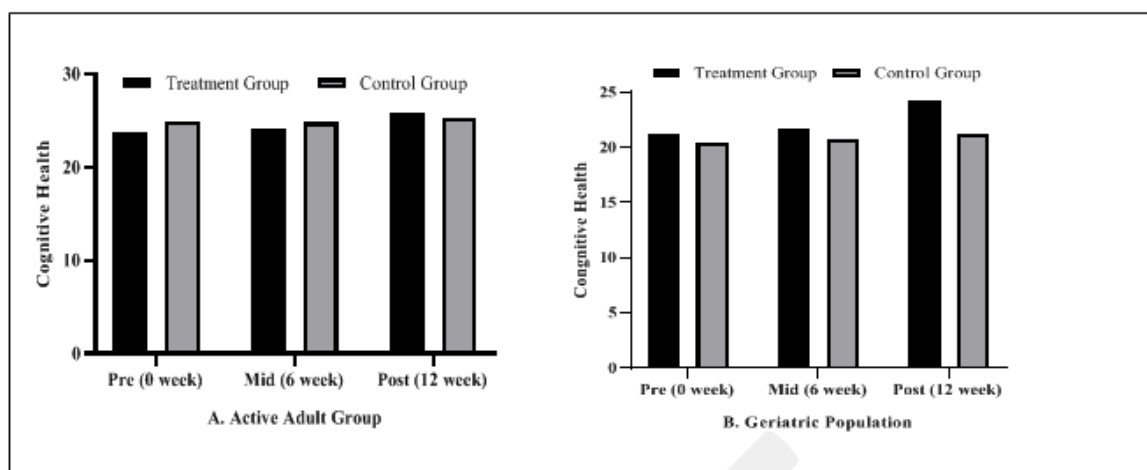 30
Treatment Group
Control Group
Cognitive Health
20
10
0
Pre (0 week)
Mid (6 week)
Post (12 week)
A. Active Adult Group
Treatment Group
Control Group
25
Congnitive Health
20
15
10
5
0
Pre (0 week)
Mid (6 week)
Post (12 week)
B. Geriatric Population